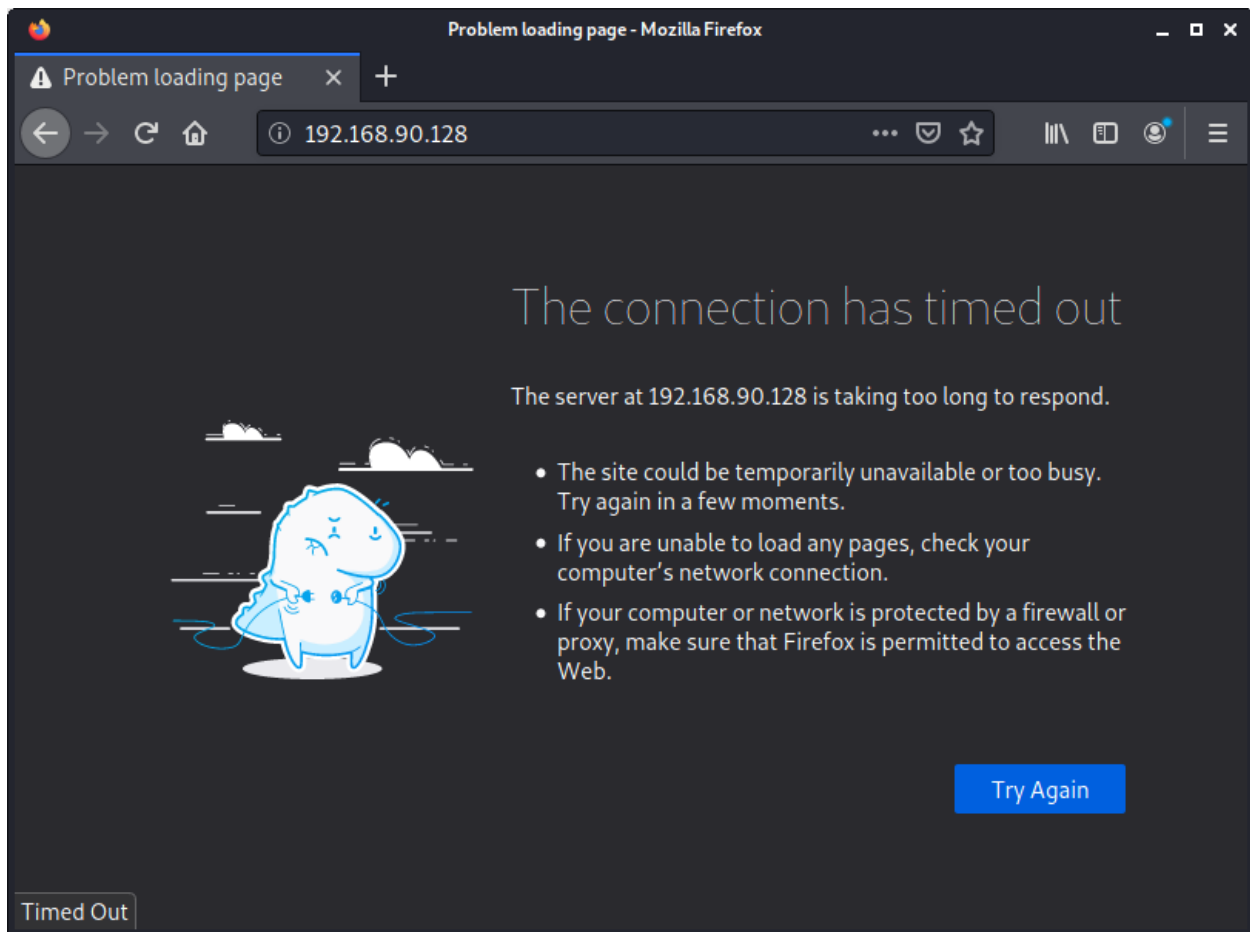 Problem loading page - Mozilla Firefox
Problem loading page
192.168.90.128
The connection has timed out
The server at 192.168.90.128 is taking too long to respond.
The site could be temporarily unavailable or too busy.
Try again in a few moments.
If you are unable to load any pages, check your
computer's network connection.
If your computer or network is protected by a firewall or
proxy, make sure that Firefox is permitted to access the
Web.
Try Again
Timed Out